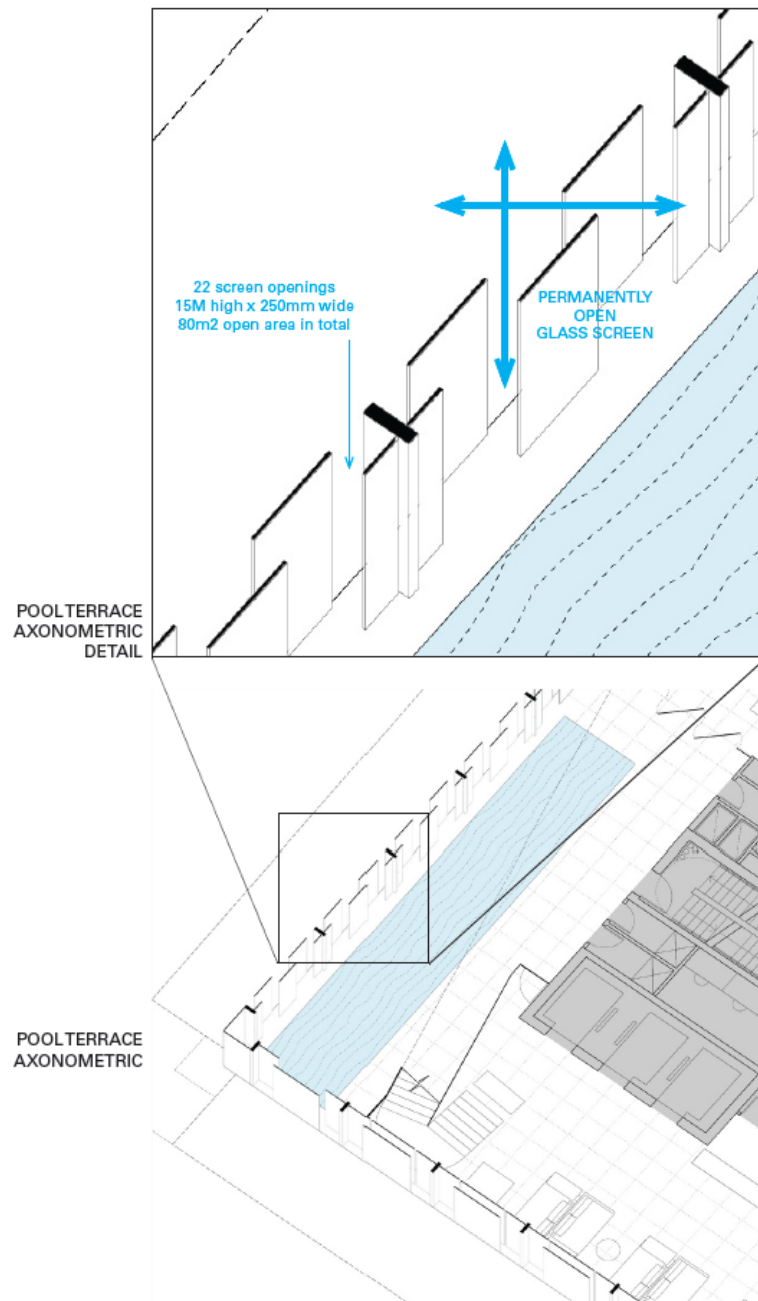 22 screen openings
15M high x 250mm wide
80m2 open area in total
PERMANENTLY
OPEN
GLASS SCREEN
POOLTERRACE
AXONOMETRIC
DETAIL
POOLTERRACE
AXONOMETRIC